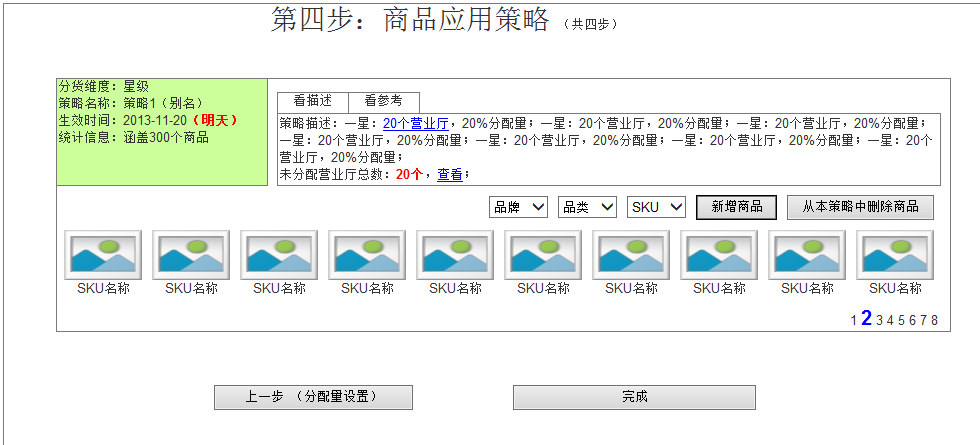 第四步：商品应用策略 （共四步）
分货维度：星级
策略名称：策略1（别名）
生效时间：2013-11-20（明天）
统计信息：涵盖300个商品
看描述 看参考
策略描述：一星：20个营业厅，20%分配量；一星：20个营业厅，20%分配量；一星：20个营业厅，20%分配量；
一星：20个营业厅，20%分配量；一星：20个营业厅，20%分配量；一星：20个营业厅，20%分配量；一星：20个
营业厅，20%分配量；
未分配营业厅总数：20个，查看；
品牌 品类 SKU 新增商品 从本策略中删除商品
SKU名称 SKU名称 SKU名称 SKU名称 SKU名称 SKU名称 SKU名称 SKU名称 SKU名称 SKU名称
1 2 3 4 5 6 7 8
上一步 （分配量设置） 完成